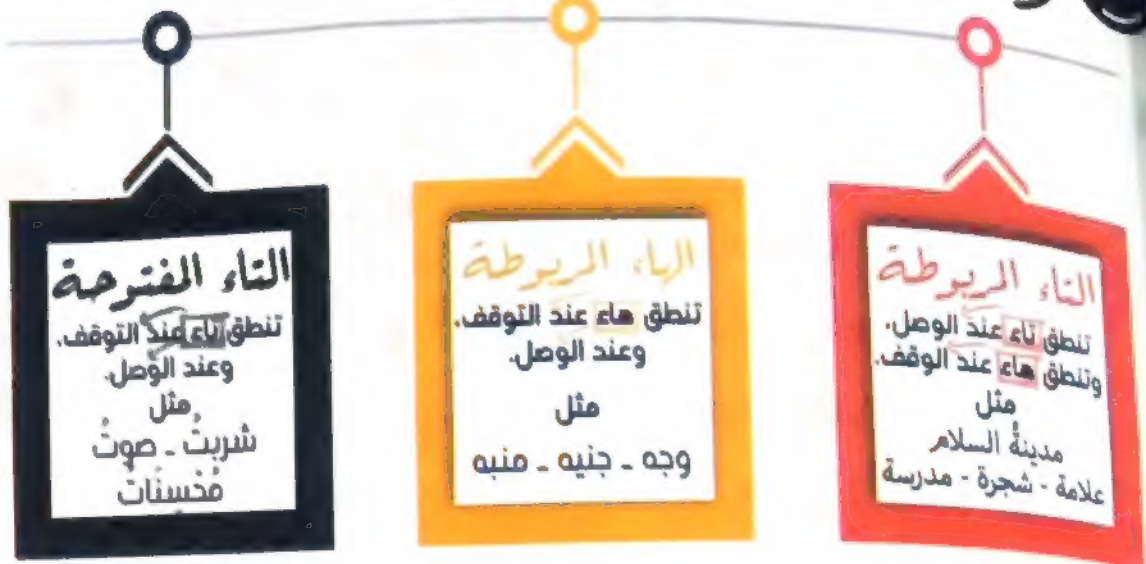 التاء المربوطة
تنطق تاء عند الوصل.
وتنطق هاء عند الوقف.
مثل
مدينةُ السلام
علامة - شجرة - مدرسة
الهاء المربوطة
تنطق هاء عند التوقف.
وعند الوصل.
مثل
وجه - جنيه - منبه
التاء المفتوحة
تنطق تاء عند التوقف.
وعند الوصل.
مثل
شربتُ - صوتُ
مُحْسِنَاتٌ